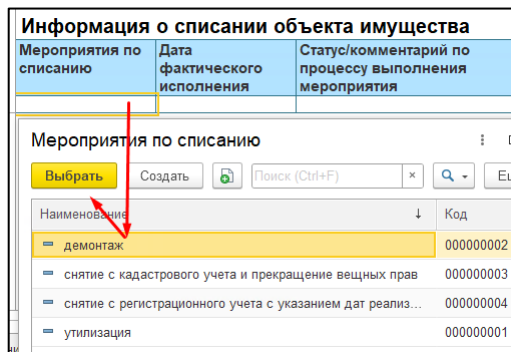 Информация о списании объекта имущества
Мероприятия по Дата Статус/комментарий по
списанию фактического процессу выполнения
исполнения мероприятия
Мероприятия по списанию
Выбрать Создать Поиск (Ctrl+F) × Ещ
Наименование ↓ Код
демонтаж 000000002
снятие с кадастрового учета и прекращение вещных прав 000000003
снятие с регистрационного учета с указанием дат реализ... 000000004
утилизация 000000001